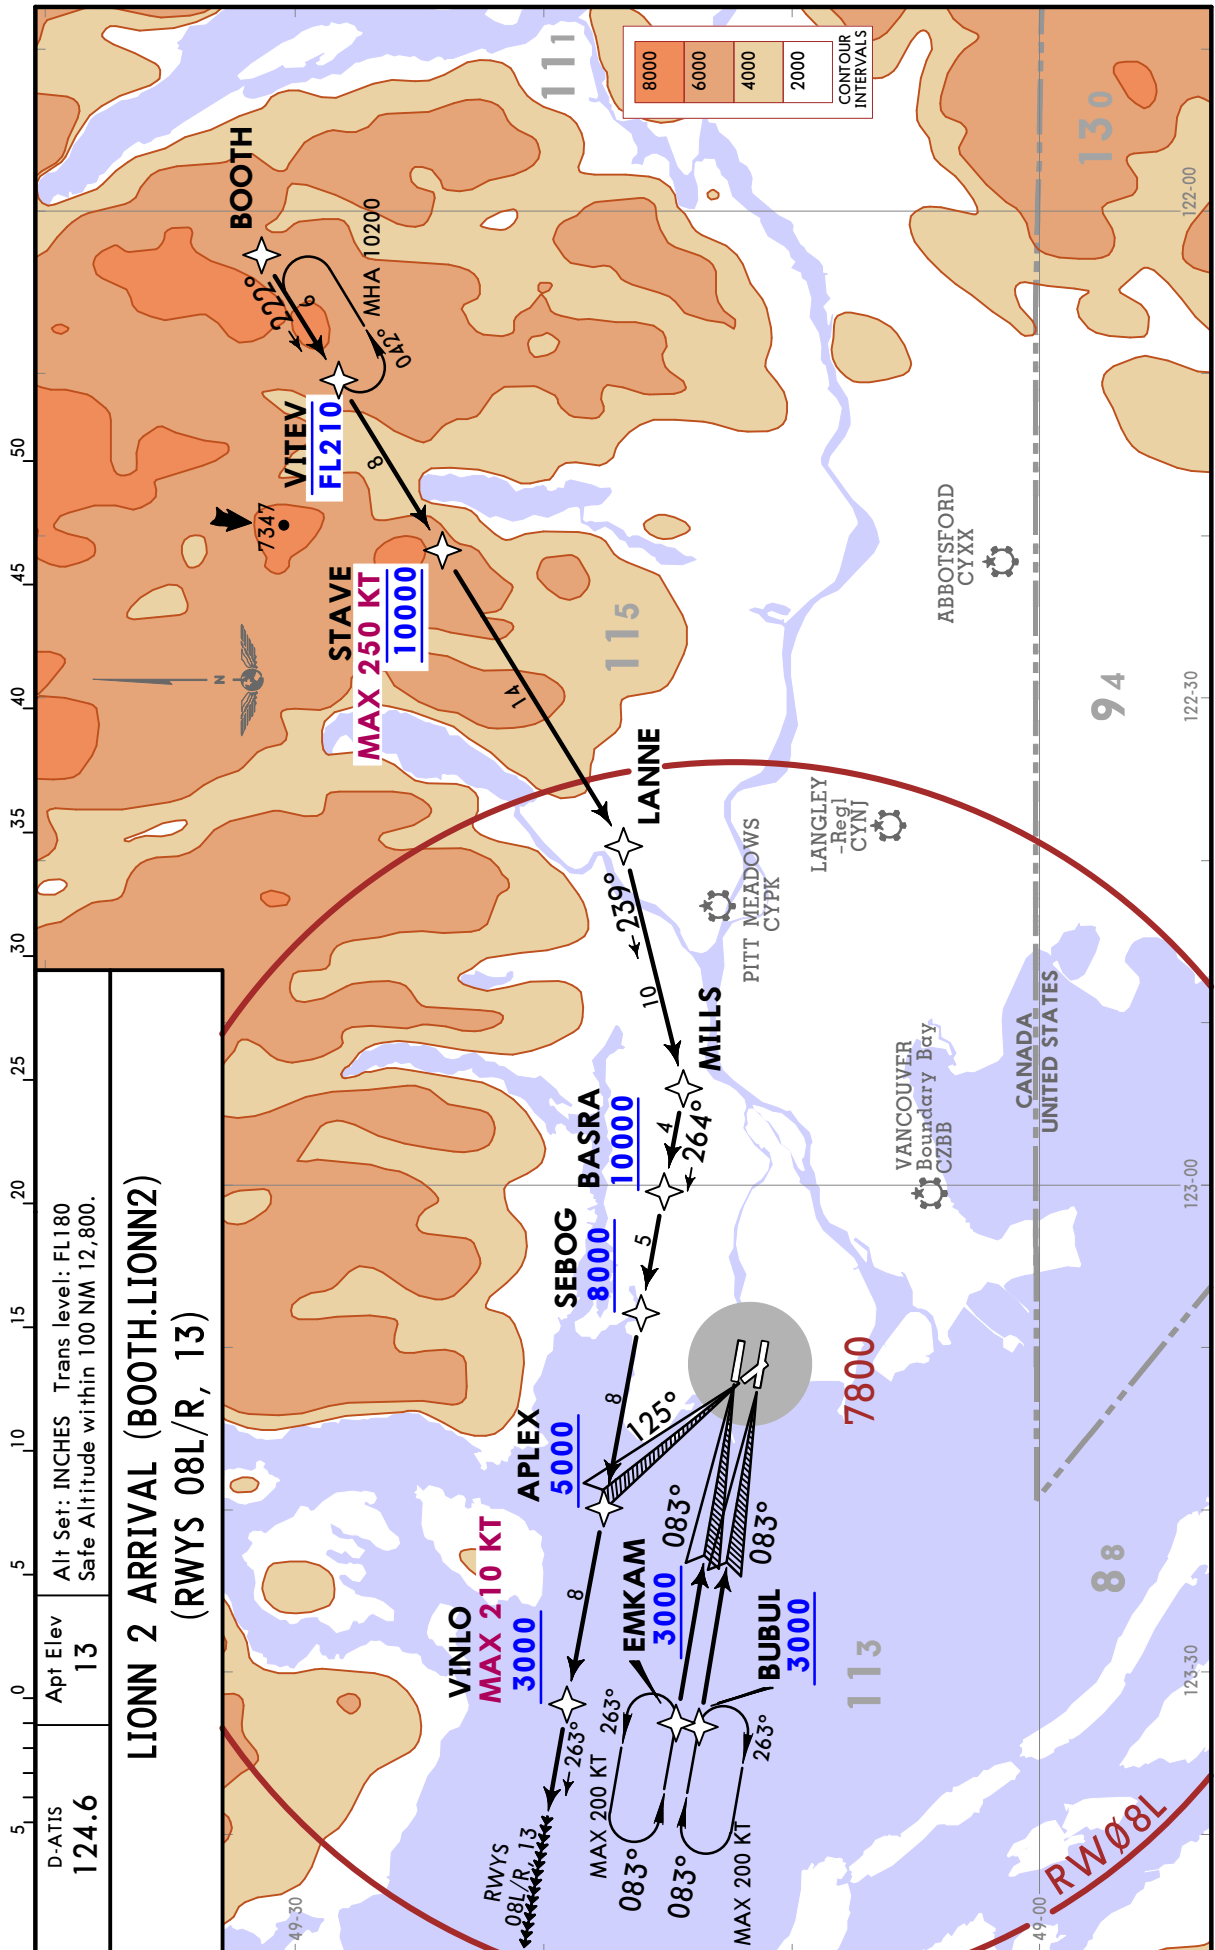 D-ATIS
124.6
Apt Elev
13
Alt Set: INCHES Trans level: FL180
Safe Altitude within 100 NM 12,800.
LIONN 2 ARRIVAL (BOOTH.LIONN2)
(RWYS 08L/R, 13)
5
0
5
10
15
20
25
30
35
40
45
50
49-30
49-00
123-30
123-00
122-30
122-00
8000
6000
4000
2000
CONTOUR
INTERVALS
111
130
115
94
113
88
BOOTH
222°
6
MHA 10200
042°
VITEV
FL210
8
7347
N
STAVE
MAX 250 KT
10000
14
LANNE
239°
10
MILLS
264°
4
BASRA
10000
5
SEBOG
8000
8
APLEX
5000
125°
8
VINLO
MAX 210 KT
3000
263°
RWYS
08L/R, 13
EMKAM
3000
083°
263°
MAX 200 KT
083°
BUBUL
3000
083°
263°
MAX 200 KT
083°
7800
RWØ8L
ABBOTSFORD
CYXX
LANGLEY
-Regl
CYNJ
PITT MEADOWS
CYPK
VANCOUVER
Boundary Bay
CZBB
CANADA
UNITED STATES